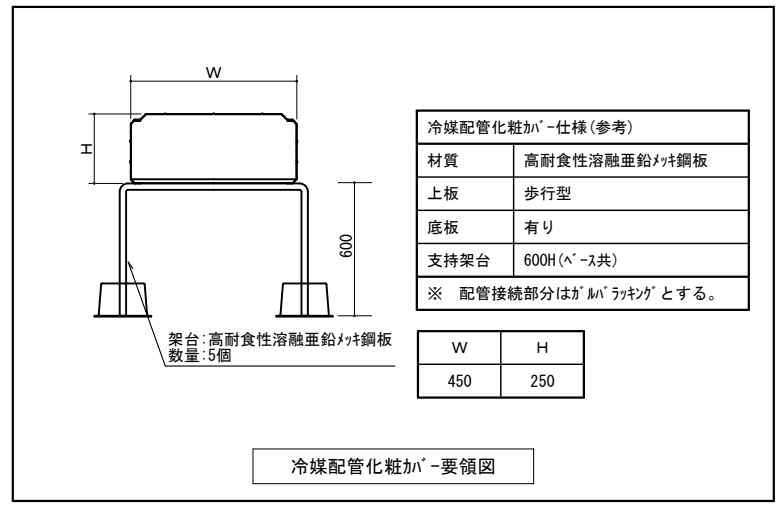 W
H
600
架台:高耐食性溶融亜鉛ﾒｯｷ鋼板
数量:5個
冷媒配管化粧ｶﾊﾞｰ仕様(参考)
材質 高耐食性溶融亜鉛ﾒｯｷ鋼板
上板 歩行型
底板 有り
支持架台 600H(ﾍﾞｰｽ共)
※ 配管接続部分はｶﾞﾙﾊﾞﾗｯｷﾝｸﾞとする。
W H
450 250
冷媒配管化粧ｶﾊﾞｰ要領図